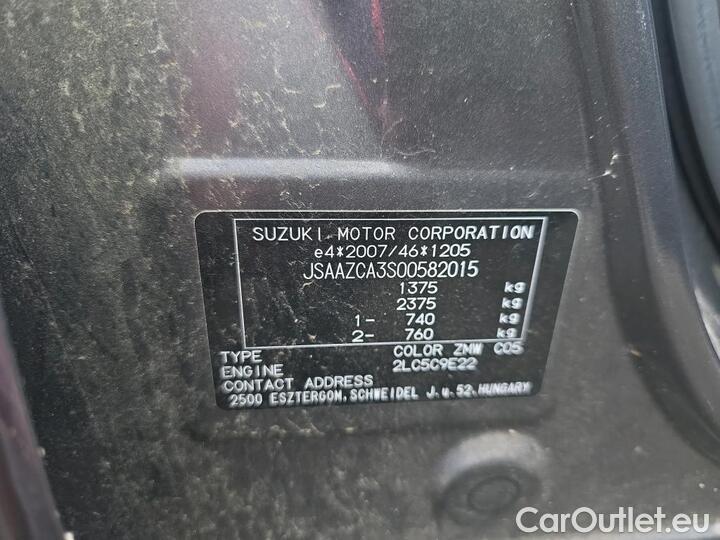 SUZUKI MOTOR CORPORATION
e4*2007/46*1205
JSAAZCA3S00582015
1375 kg
2375 kg
1- 740 kg
2- 760 kg
TYPE COLOR ZMW C05
ENGINE 2LC5C9E22
CONTACT ADDRESS
2500 ESZTERGOM, SCHWEIDEL J.u.52, HUNGARY
CarOutlet.eu